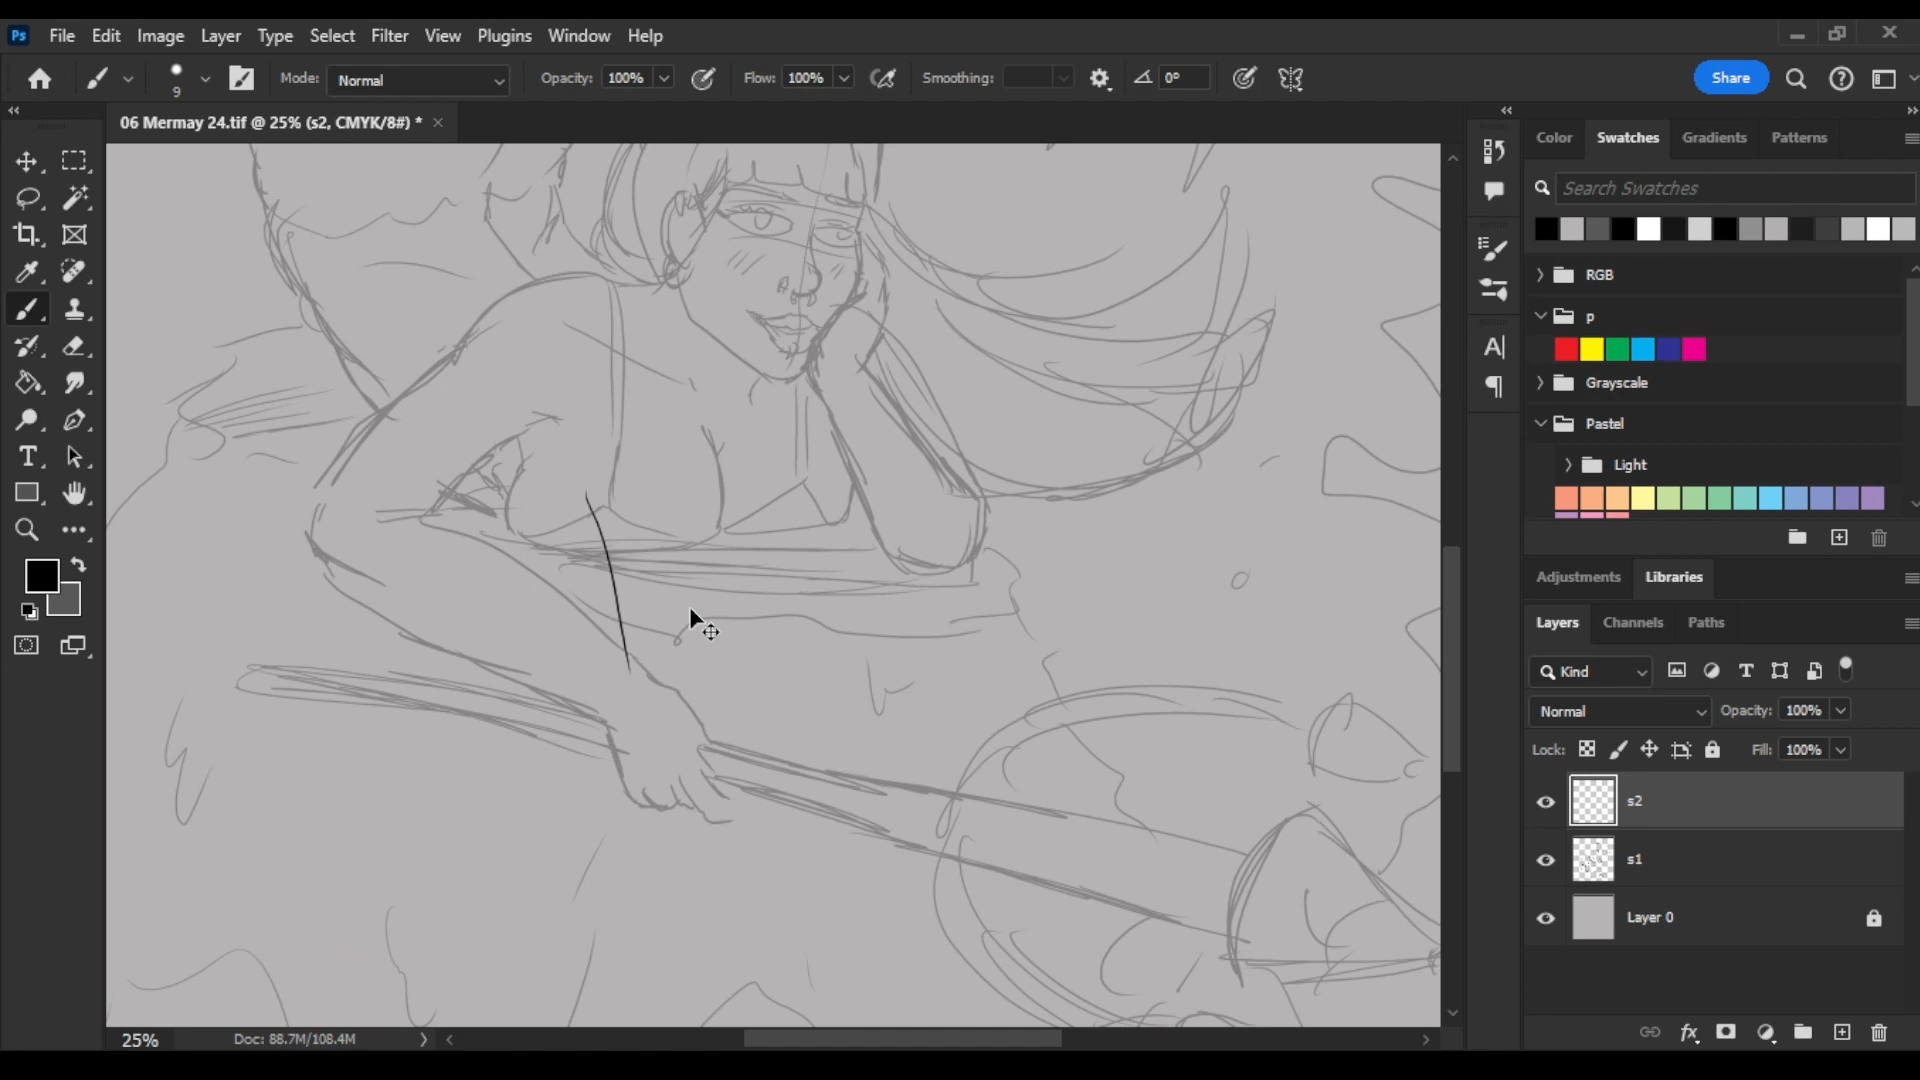 Ps File Edit Image Layer Type Select Filter View Plugins Window Help
9 Mode: Normal Opacity: 100% Flow: 100% Smoothing: 0° Share
06 Mermay 24.tif @ 25% (s2, CMYK/8#) *
Color Swatches Gradients Patterns
Search Swatches
RGB
p
Grayscale
Pastel
Light
Adjustments Libraries
Layers Channels Paths
Kind
Normal Opacity: 100%
Lock: Fill: 100%
s2
s1
Layer 0
25% Doc: 88.7M/108.4M